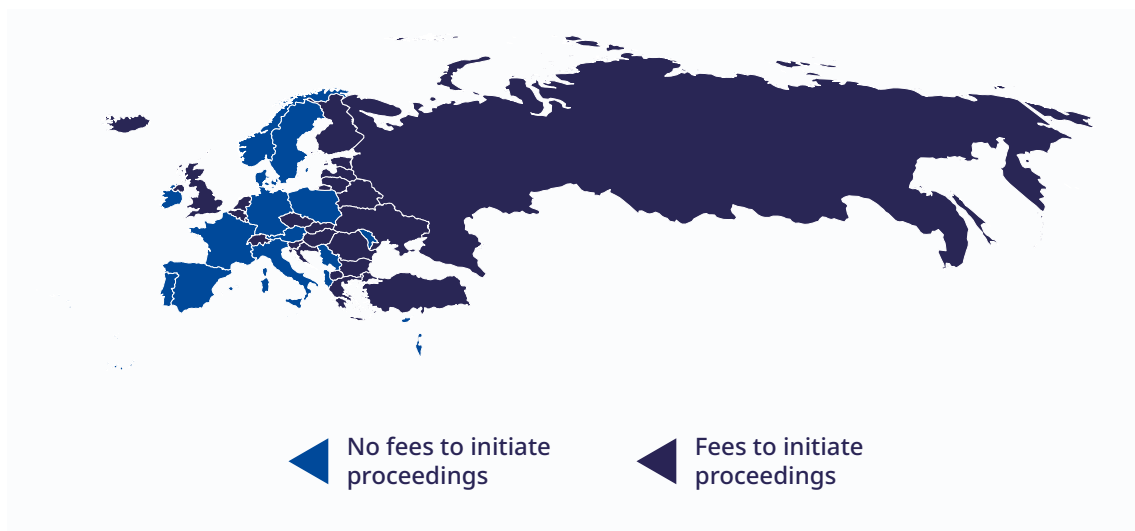 No fees to initiate
proceedings
Fees to initiate
proceedings